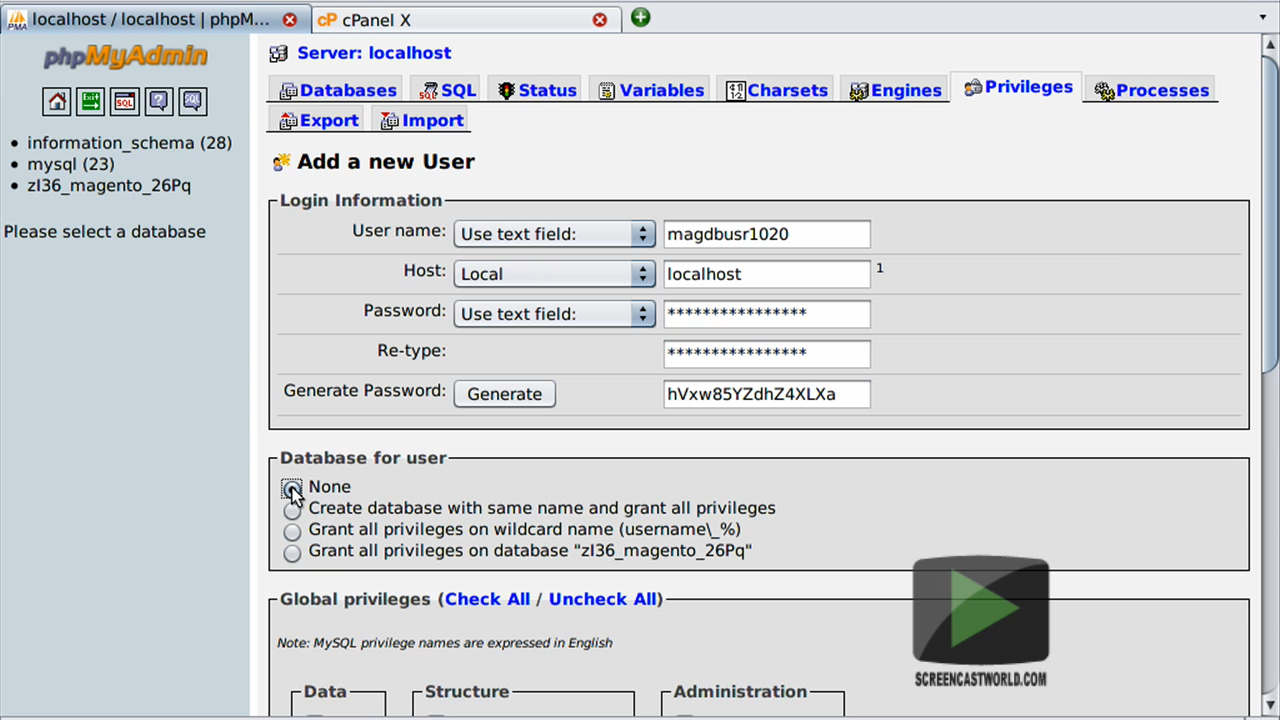 localhost / localhost | phpM...
cP cPanel X
phpMyAdmin
Server: localhost
Databases SQL Status Variables Charsets Engines Privileges Processes
Export Import
information_schema (28)
mysql (23)
zI36_magento_26Pq
Please select a database
Add a new User
Login Information
User name: Use text field: magdbusr1020
Host: Local localhost 1
Password: Use text field: ****************
Re-type: ****************
Generate Password: Generate hVxw85YZdhZ4XLXa
Database for user
None
Create database with same name and grant all privileges
Grant all privileges on wildcard name (username\_%)
Grant all privileges on database "zI36_magento_26Pq"
Global privileges (Check All / Uncheck All)
Note: MySQL privilege names are expressed in English
Data Structure Administration
SCREENCASTWORLD.COM